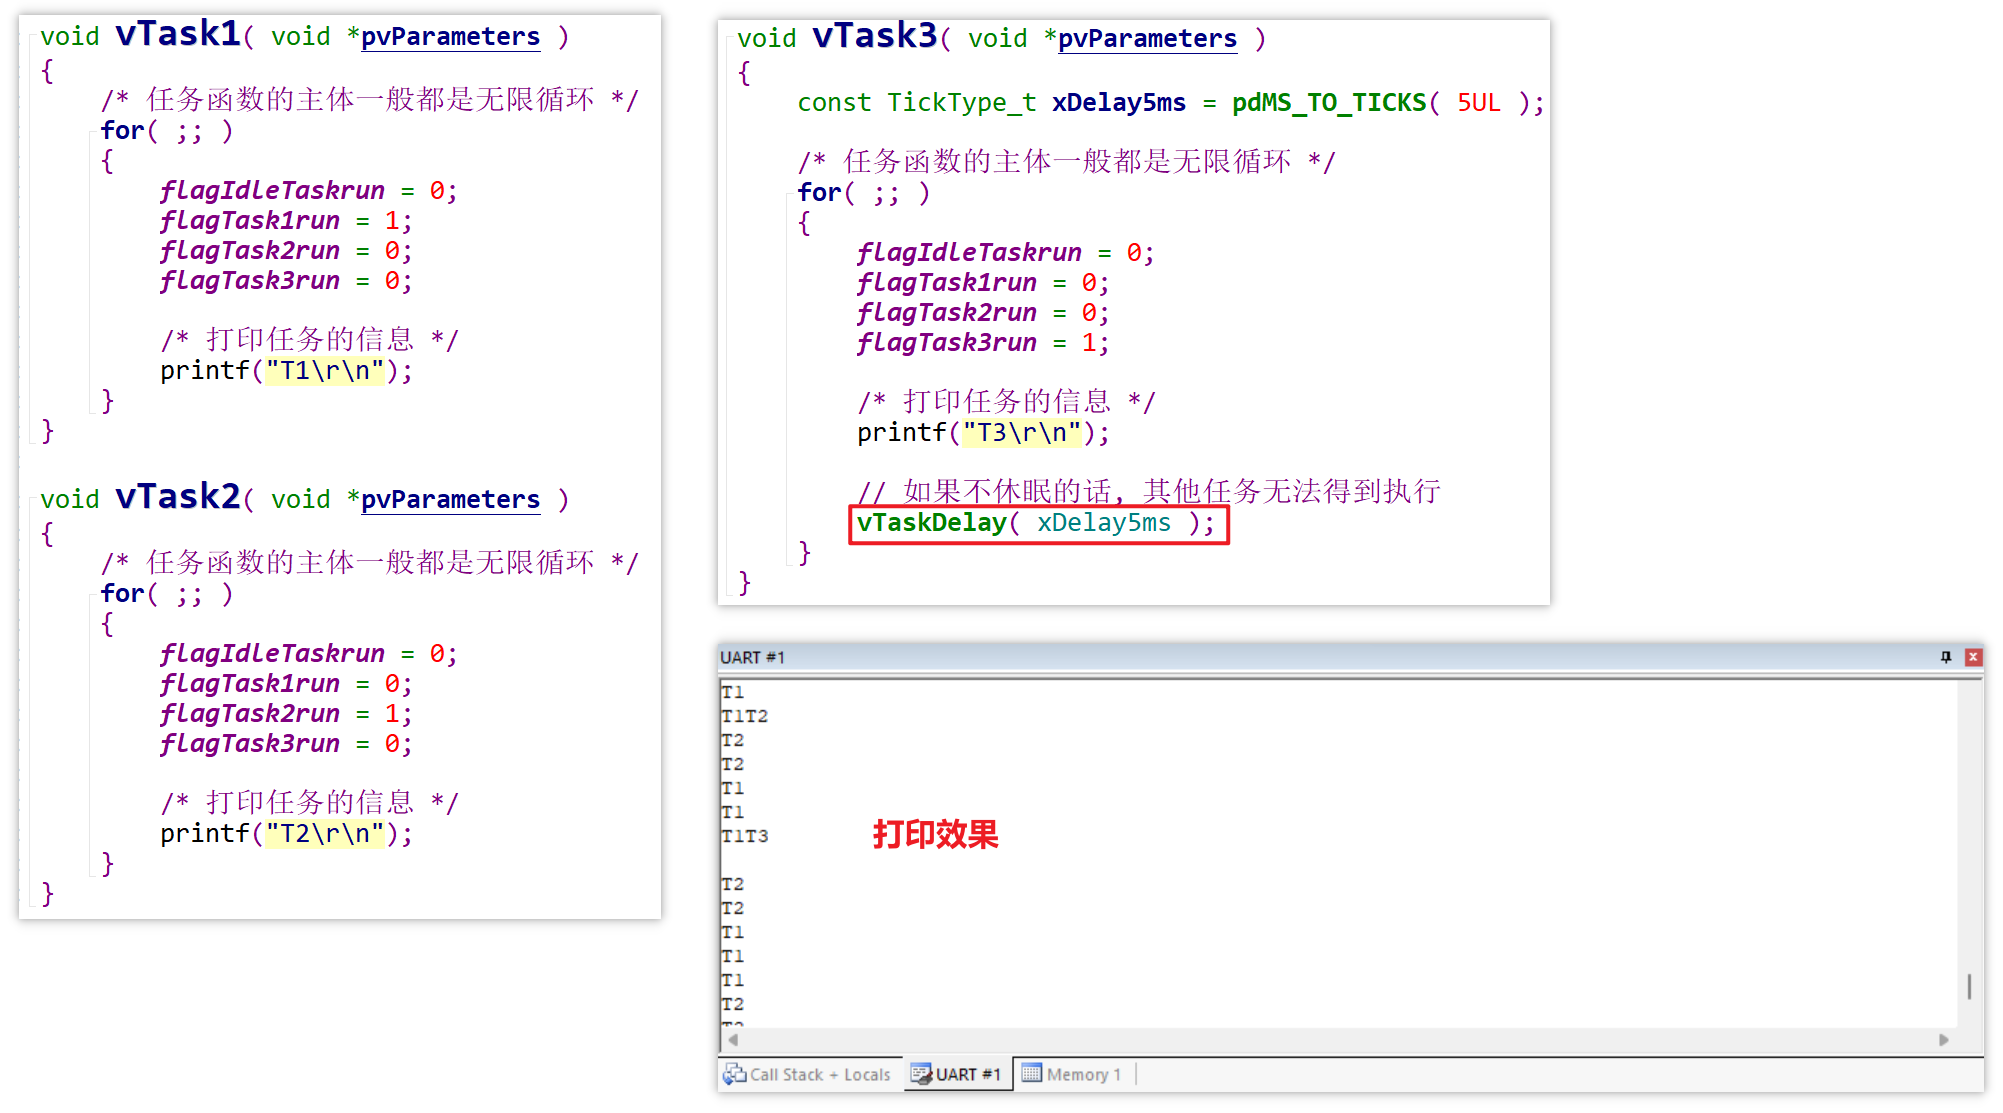 void vTask1( void *pvParameters )
{
/* 任务函数的主体一般都是无限循环 */
for( ;; )
{
flagIdleTaskrun = 0;
flagTask1run = 1;
flagTask2run = 0;
flagTask3run = 0;
/* 打印任务的信息 */
printf("T1\r\n");
}
}
void vTask2( void *pvParameters )
{
/* 任务函数的主体一般都是无限循环 */
for( ;; )
{
flagIdleTaskrun = 0;
flagTask1run = 0;
flagTask2run = 1;
flagTask3run = 0;
/* 打印任务的信息 */
printf("T2\r\n");
}
}
void vTask3( void *pvParameters )
{
const TickType_t xDelay5ms = pdMS_TO_TICKS( 5UL );
/* 任务函数的主体一般都是无限循环 */
for( ;; )
{
flagIdleTaskrun = 0;
flagTask1run = 0;
flagTask2run = 0;
flagTask3run = 1;
/* 打印任务的信息 */
printf("T3\r\n");
// 如果不休眠的话, 其他任务无法得到执行
vTaskDelay( xDelay5ms );
}
}
UART #1
T1
T1T2
T2
T2
T1
T1
T1T3
打印效果
T2
T2
T1
T1
T1
T2
Call Stack + Locals
UART #1
Memory 1